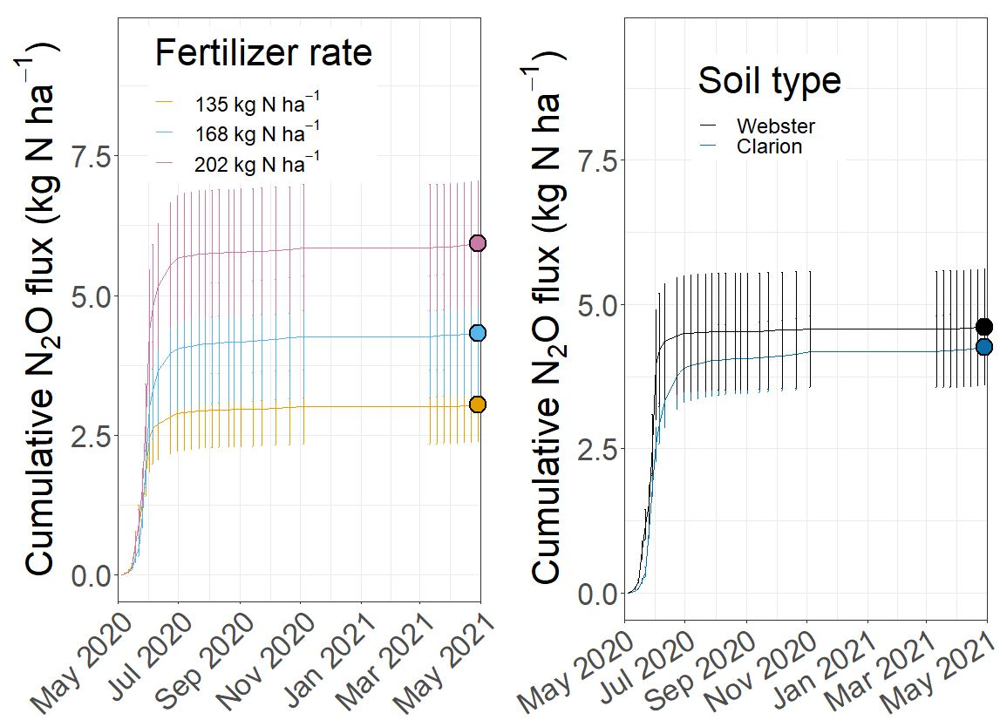 Cumulative N₂O flux (kg N ha⁻¹)
Fertilizer rate
135 kg N ha⁻¹
168 kg N ha⁻¹
202 kg N ha⁻¹
7.5
5.0
2.5
0.0
May 2020
Jul 2020
Sep 2020
Nov 2020
Jan 2021
Mar 2021
May 2021
Cumulative N₂O flux (kg N ha⁻¹)
Soil type
Webster
Clarion
7.5
5.0
2.5
0.0
May 2020
Jul 2020
Sep 2020
Nov 2020
Jan 2021
Mar 2021
May 2021